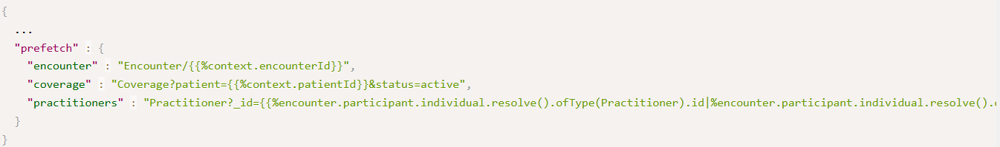 {
  ...
  "prefetch" : {
    "encounter" : "Encounter/{{%context.encounterId}}",
    "coverage" : "Coverage?patient={{%context.patientId}}&status=active",
    "practitioners" : "Practitioner?_id={{%encounter.participant.individual.resolve().ofType(Practitioner).id|%encounter.participant.individual.resolve().
  }
}